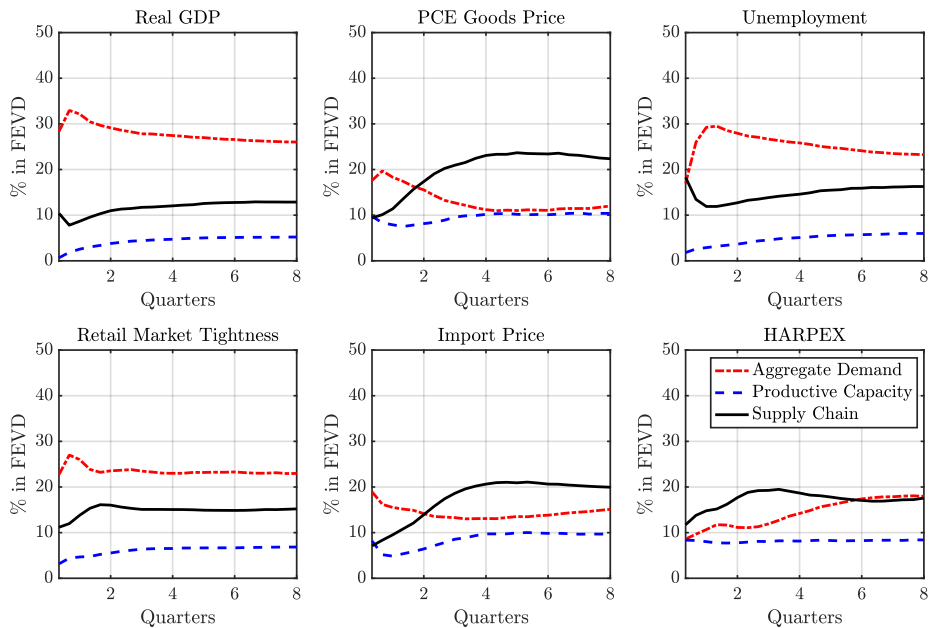 Real GDP
% in FEVD
50
40
30
20
10
0
2
4
6
8
Quarters
PCE Goods Price
% in FEVD
50
40
30
20
10
0
2
4
6
8
Quarters
Unemployment
% in FEVD
50
40
30
20
10
0
2
4
6
8
Quarters
Retail Market Tightness
% in FEVD
50
40
30
20
10
0
2
4
6
8
Quarters
Import Price
% in FEVD
50
40
30
20
10
0
2
4
6
8
Quarters
HARPEX
% in FEVD
50
40
30
20
10
0
Aggregate Demand
Productive Capacity
Supply Chain
2
4
6
8
Quarters